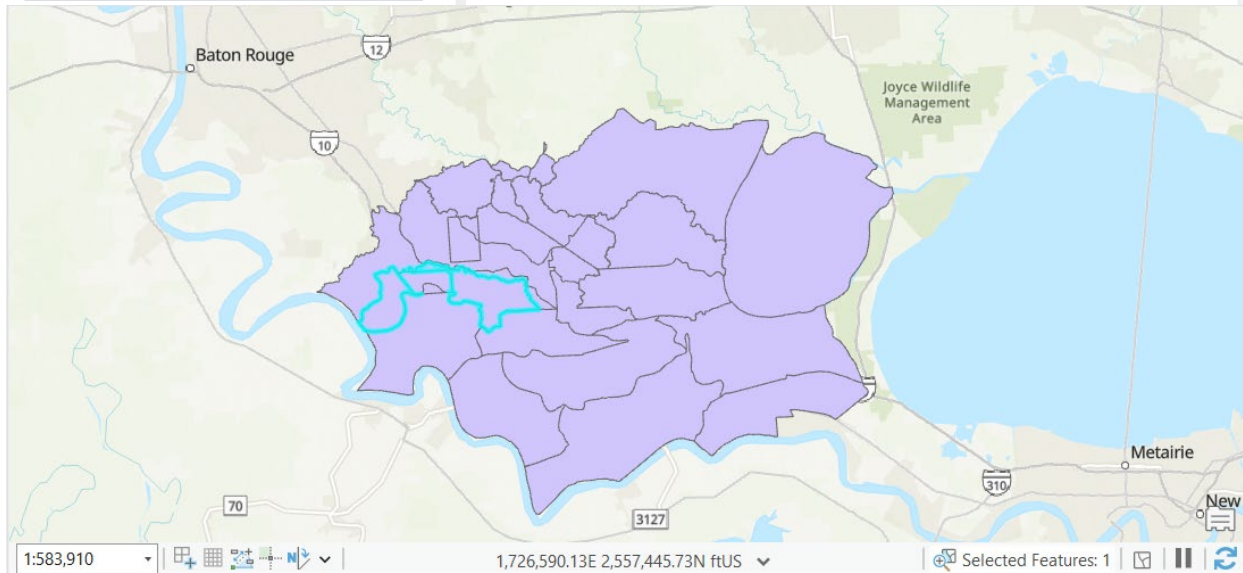 Baton Rouge
12
Joyce Wildlife
Management
Area
10
Metairie
310
New
70
3127
1:583,910
N
1,726,590.13E 2,557,445.73N ftUS
Selected Features: 1